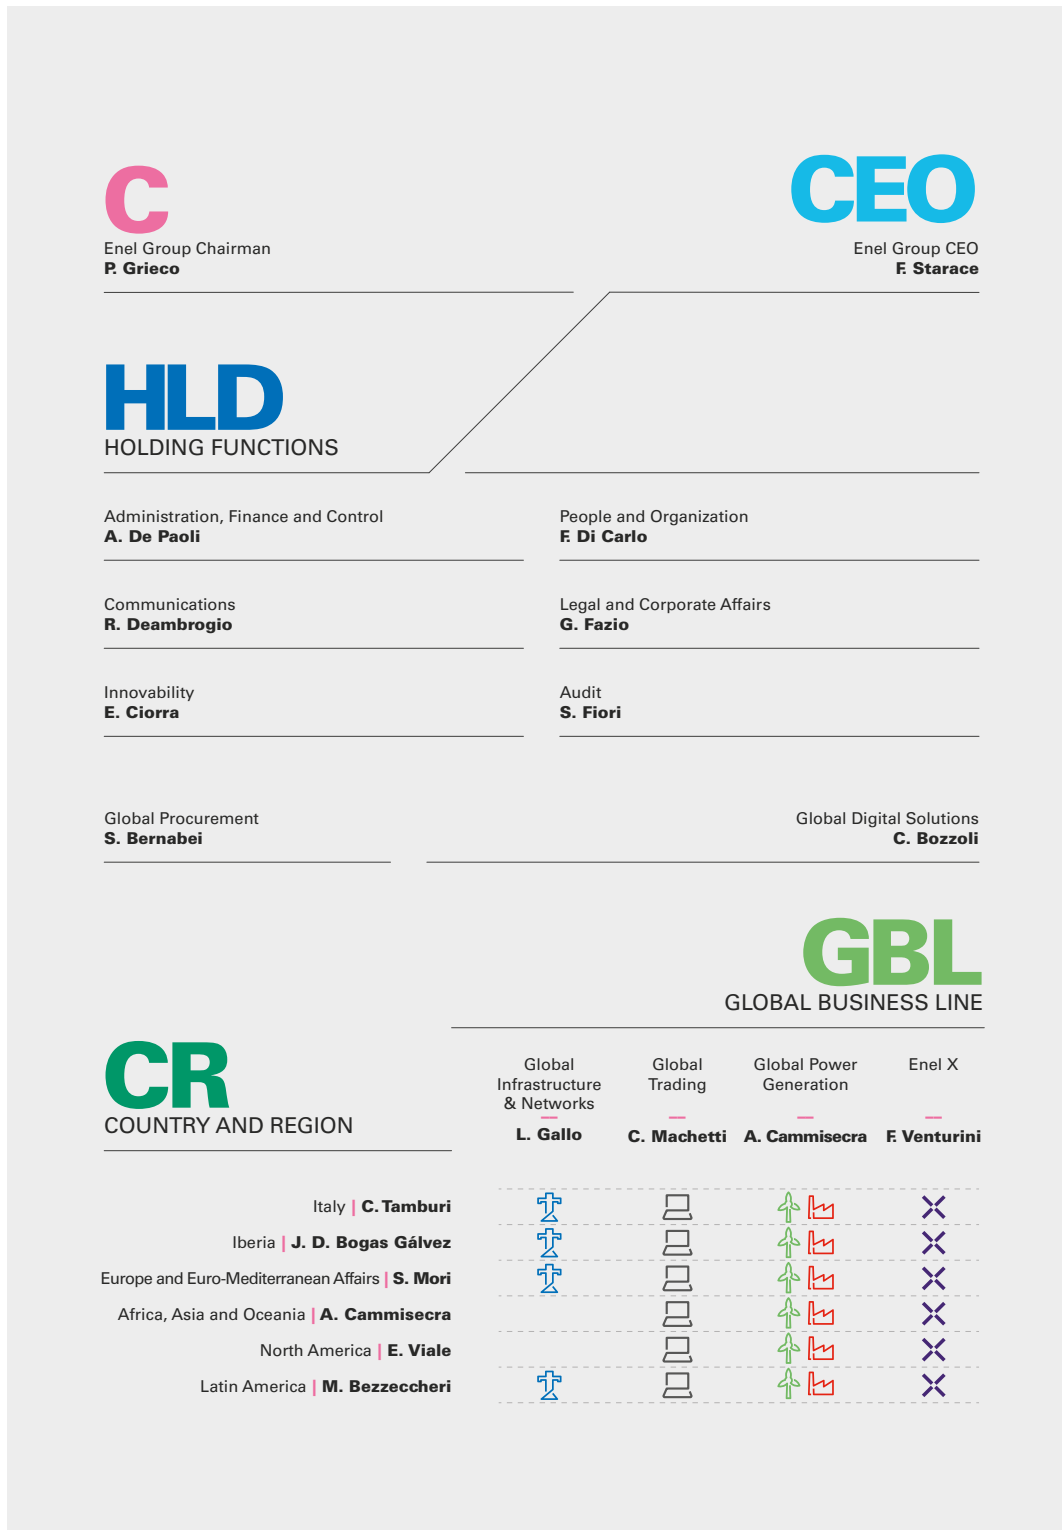 C
Enel Group Chairman
P. Grieco
CEO
Enel Group CEO
F. Starace
HLD
HOLDING FUNCTIONS
Administration, Finance and Control
A. De Paoli
People and Organization
F. Di Carlo
Communications
R. Deambrogio
Legal and Corporate Affairs
G. Fazio
Innovability
E. Ciorra
Audit
S. Fiori
Global Procurement
S. Bernabei
Global Digital Solutions
C. Bozzoli
GBL
GLOBAL BUSINESS LINE
CR
COUNTRY AND REGION
Global
Infrastructure
& Networks
L. Gallo
Global
Trading
C. Machetti
Global Power
Generation
A. Cammisecra
Enel X
F. Venturini
Italy | C. Tamburi
Iberia | J. D. Bogas Gálvez
Europe and Euro-Mediterranean Affairs | S. Mori
Africa, Asia and Oceania | A. Cammisecra
North America | E. Viale
Latin America | M. Bezzeccheri